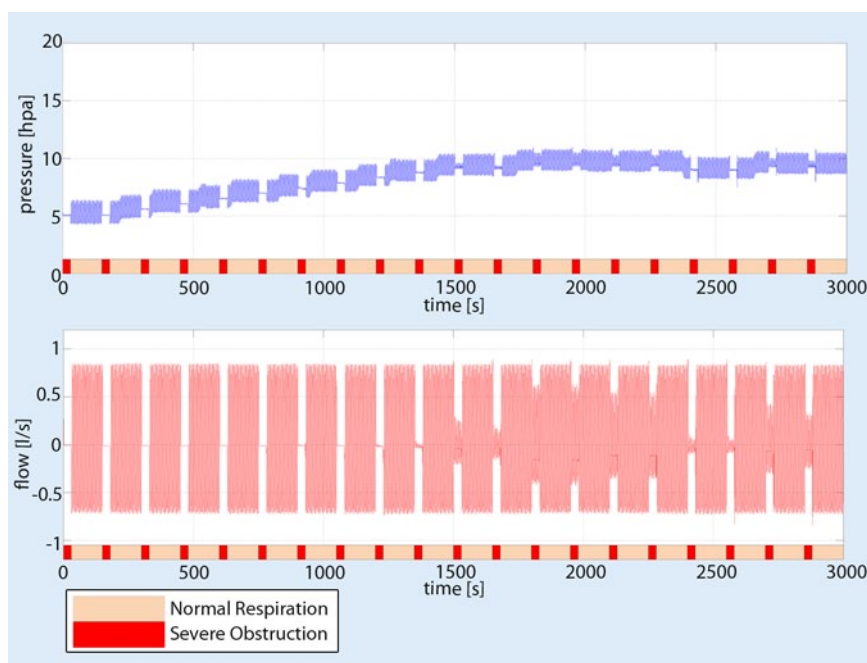 20
15
10
5
0
pressure [hpa]
0 500 1000 1500 2000 2500 3000
time [s]
1
0.5
0
-0.5
-1
flow [l/s]
0 500 1000 1500 2000 2500 3000
time [s]
Normal Respiration
Severe Obstruction